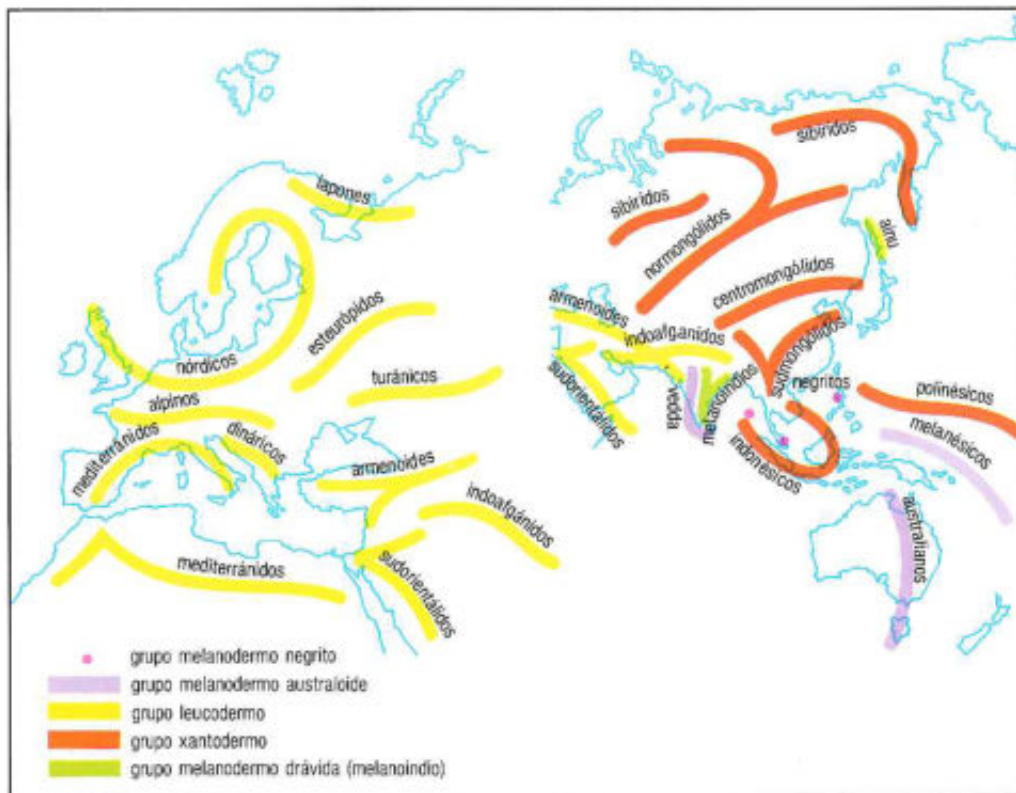 lapones
nórdicos
esteurópidos
alpinos
turánicos
mediterránidos
dináricos
armenoides
indoafgánidos
mediterránidos
sudorientálidos
sibiridos
sibiridos
normongólidos
ainu
centromongólidos
armenoides
indoafganidos
sudmongólidos
sudorientálidos
vedda
melanoindios
negritos
polinésicos
melanésicos
indonésicos
australianos
grupo melanodermo negrito
grupo melanodermo australoide
grupo leucodermo
grupo xantodermo
grupo melanodermo drávida (melanoindio)